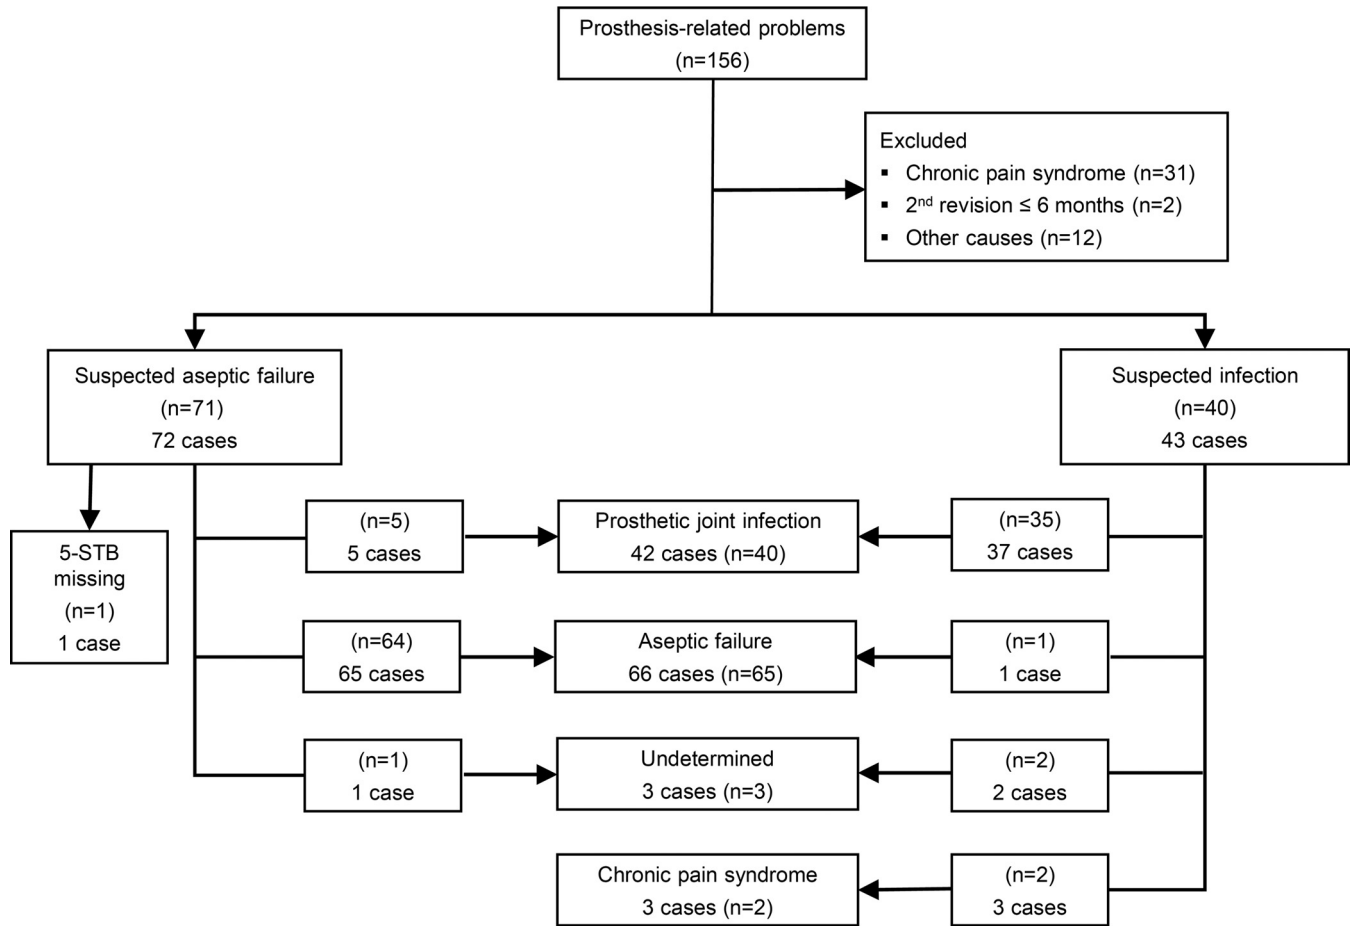 Prosthesis-related problems
(n=156)
Excluded
▪ Chronic pain syndrome (n=31)
▪ 2nd revision ≤ 6 months (n=2)
▪ Other causes (n=12)
Suspected aseptic failure
(n=71)
72 cases
Suspected infection
(n=40)
43 cases
5-STB
missing
(n=1)
1 case
(n=5)
5 cases
Prosthetic joint infection
42 cases (n=40)
(n=35)
37 cases
(n=64)
65 cases
Aseptic failure
66 cases (n=65)
(n=1)
1 case
(n=1)
1 case
Undetermined
3 cases (n=3)
(n=2)
2 cases
Chronic pain syndrome
3 cases (n=2)
(n=2)
3 cases